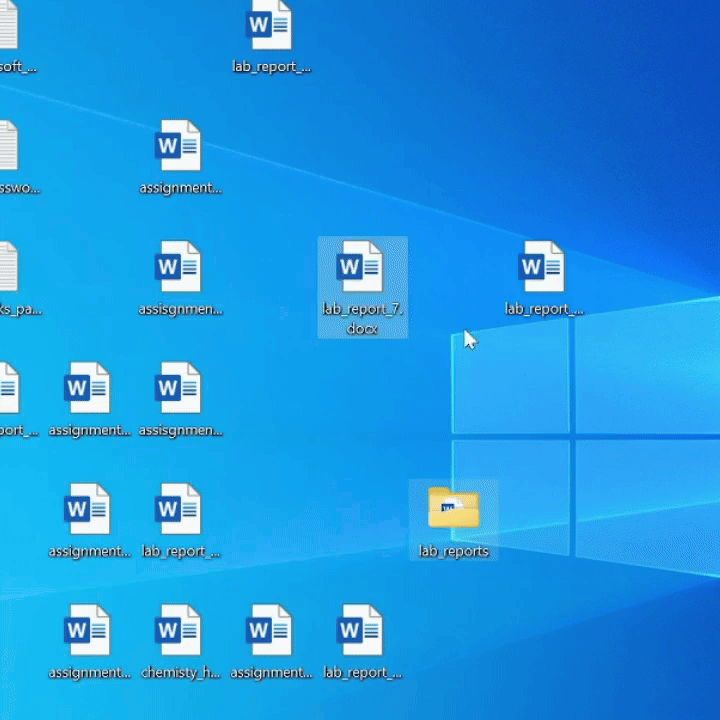 soft_...
lab_report_...
sswo...
assignment...
ks_pa...
assisgnmen...
lab_report_7.
docx
lab_report_...
port_...
assignment...
assisgnmen...
assignment...
lab_report_...
lab_reports
assignment...
chemisty_h...
assignment...
lab_report_...